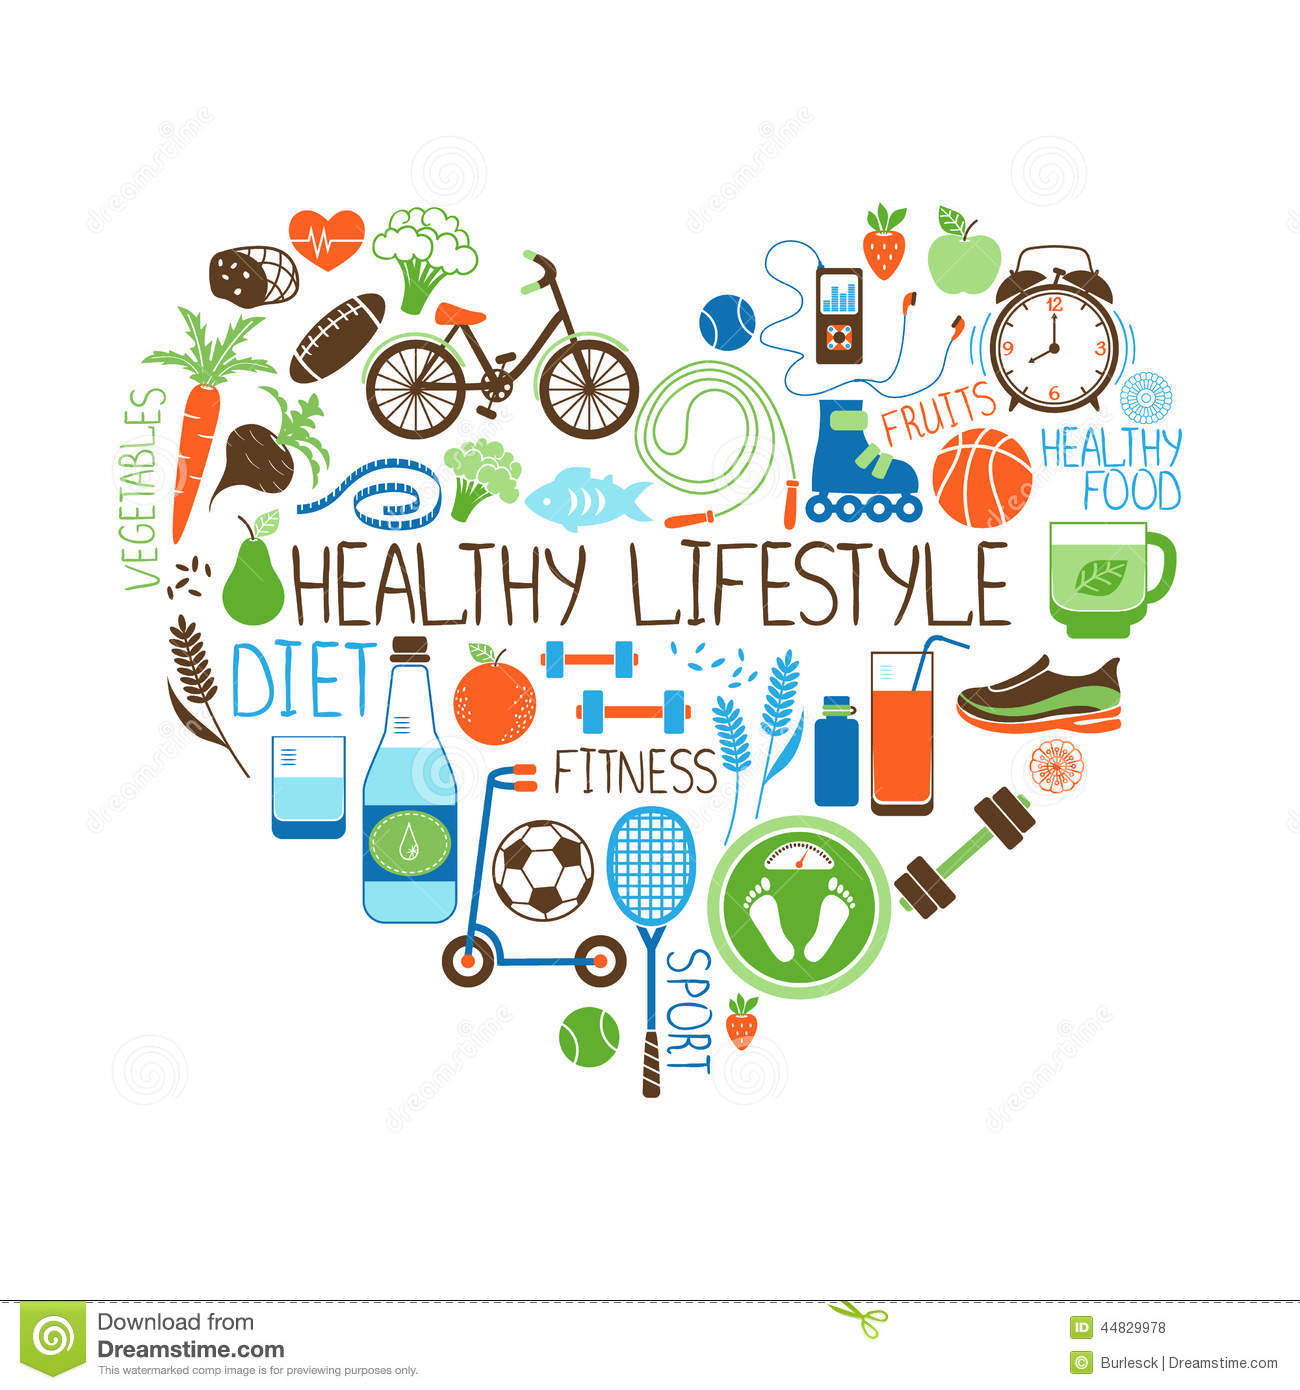 12
9
3
6
FRUITS
VEGETABLES
HEALTHY
FOOD
HEALTHY LIFESTYLE
DIET
FITNESS
SPORT
dreamstime
Download from
Dreamstime.com
This watermarked comp image is for previewing purposes only.
ID 44829978
© Burlesck | Dreamstime.com